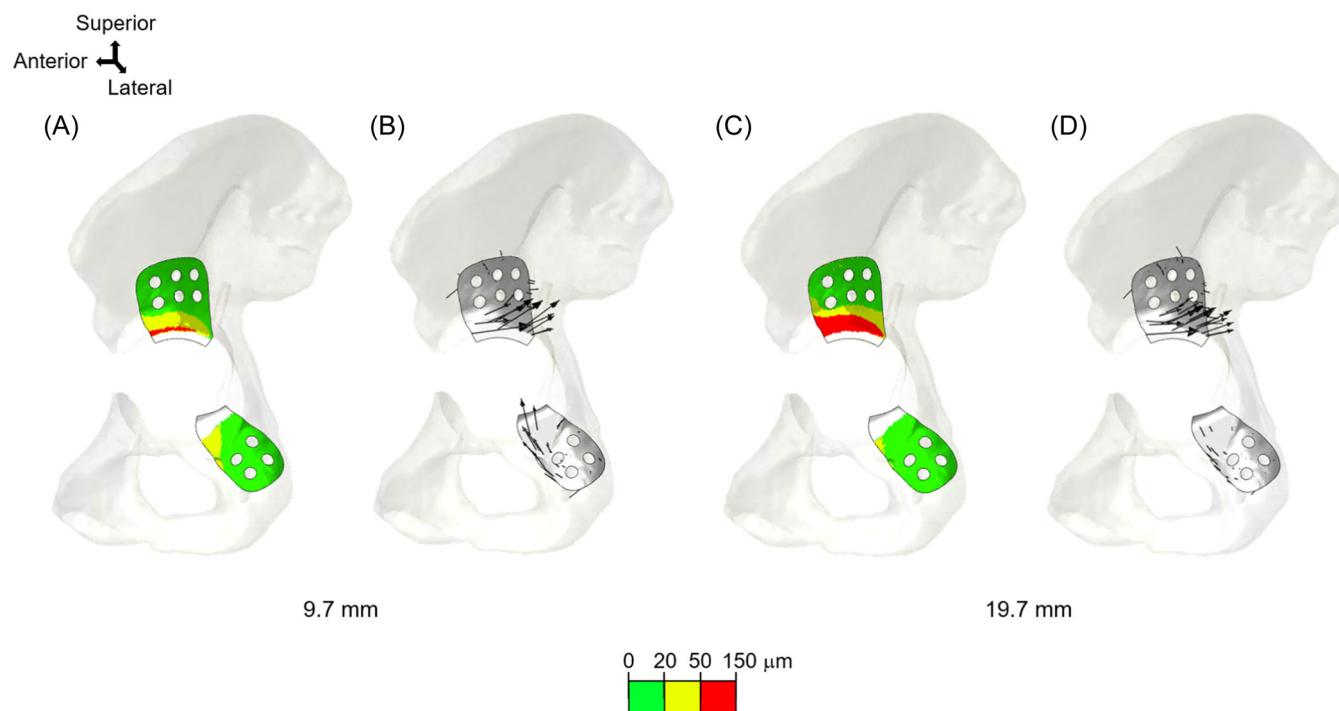 Superior
Anterior
Lateral
(A) (B) (C) (D)
9.7 mm 19.7 mm
0 20 50 150 μm